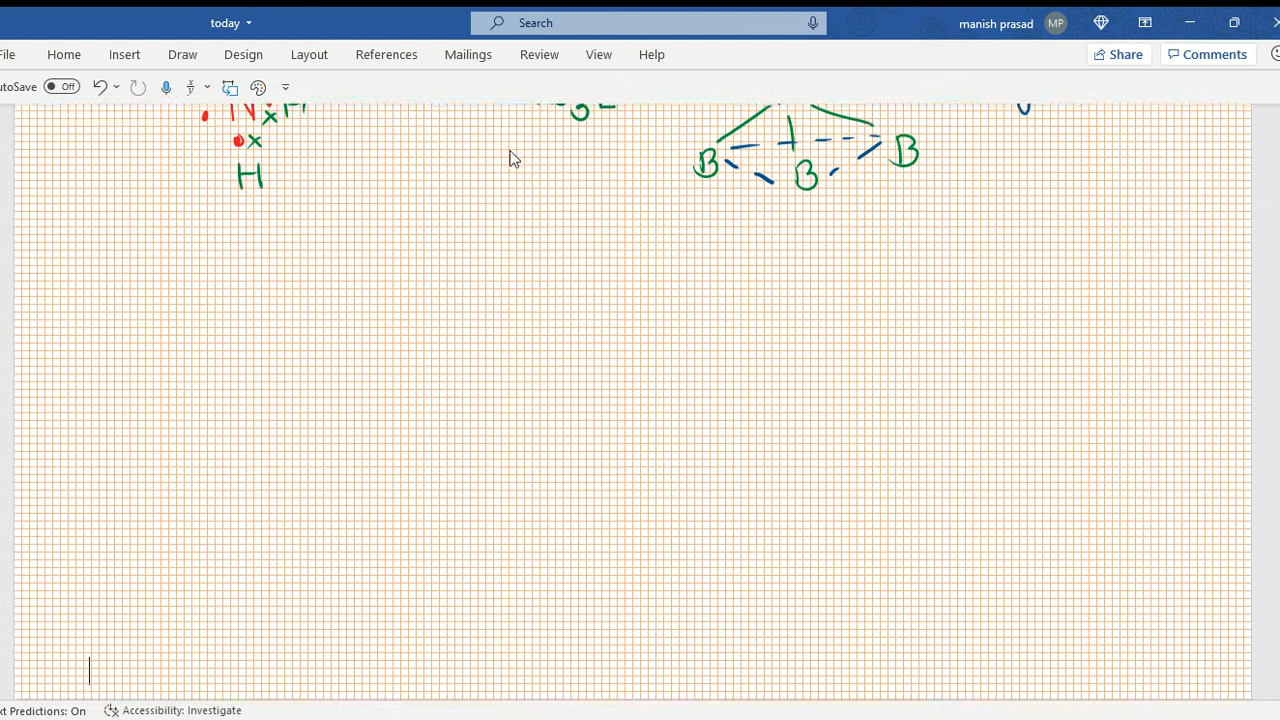 today
Search
manish prasad MP
File Home Insert Draw Design Layout References Mailings Review View Help Share Comments
AutoSave Off
N x H
x
H
B B B
Text Predictions: On Accessibility: Investigate